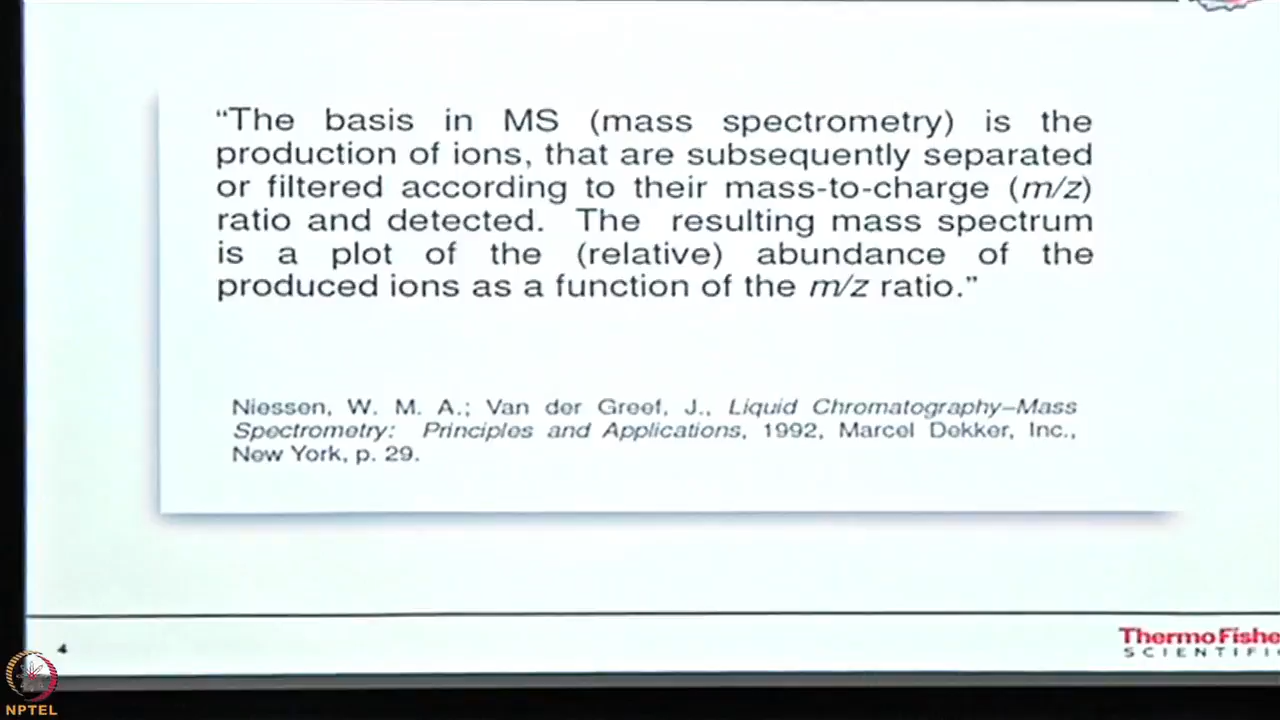 “The basis in MS (mass spectrometry) is the
production of ions, that are subsequently separated
or filtered according to their mass-to-charge (m/z)
ratio and detected. The resulting mass spectrum
is a plot of the (relative) abundance of the
produced ions as a function of the m/z ratio.”
Niessen, W. M. A.; Van der Greef, J., Liquid Chromatography–Mass
Spectrometry: Principles and Applications, 1992, Marcel Dekker, Inc.,
New York, p. 29.
4
ThermoFishe
SCIENTIFI
NPTEL